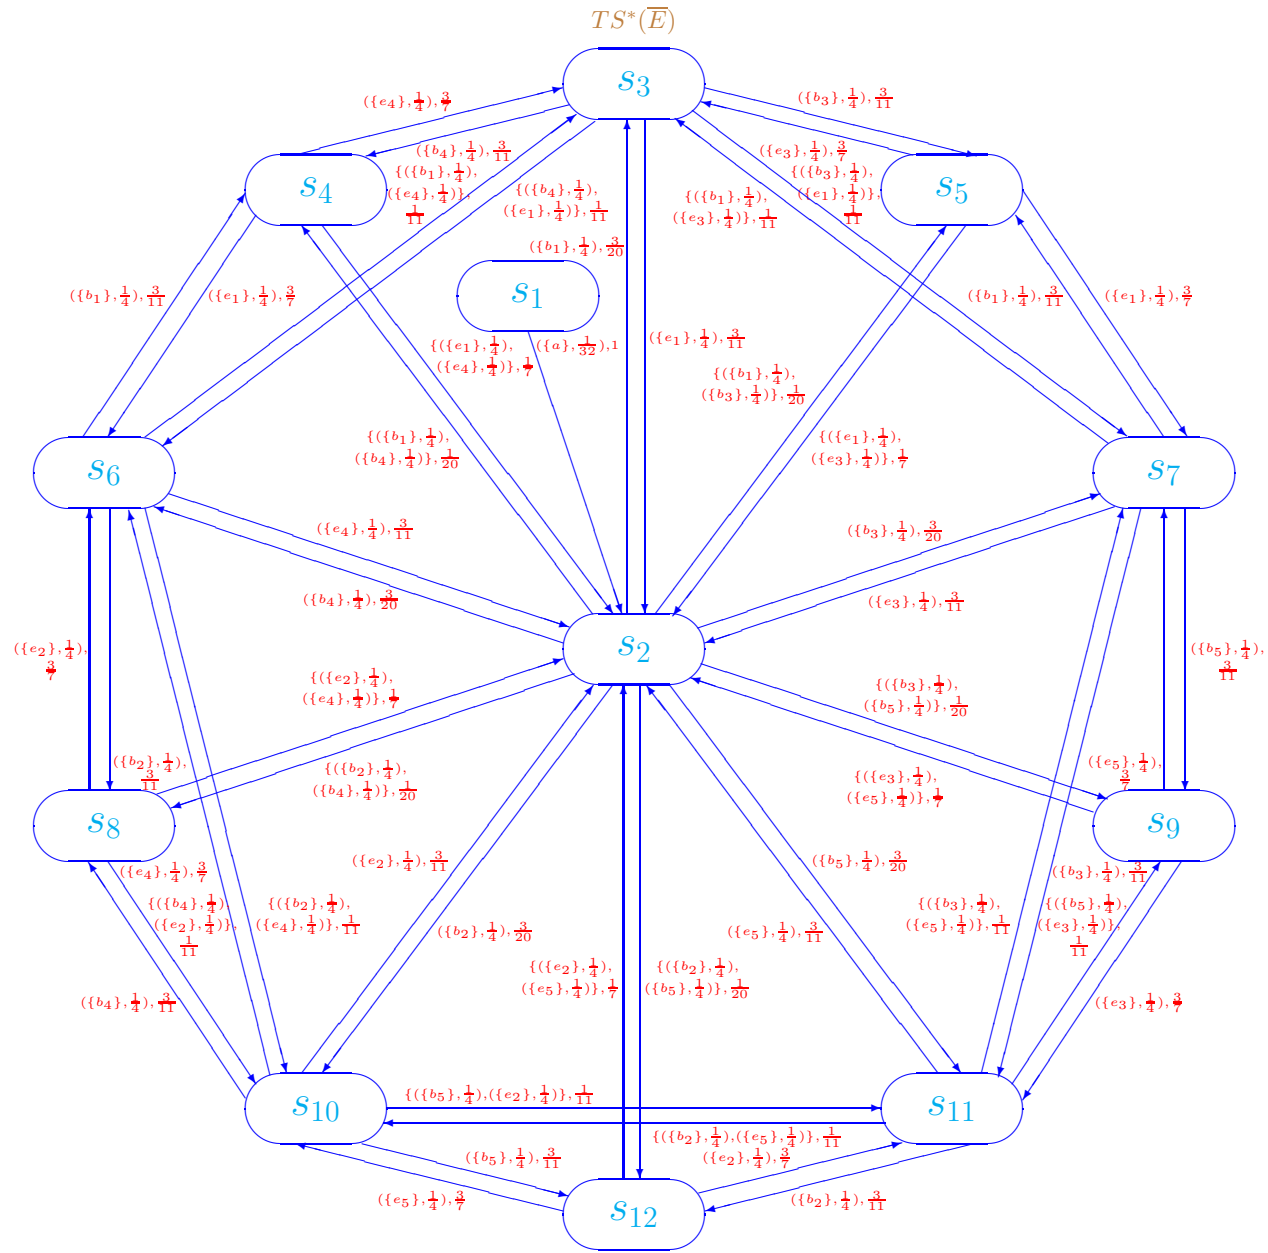 TS*(E̅)
s₃
({e₄},1/4),3/7
({b₃},1/4),3/11
({b₄},1/4),3/11
({e₃},1/4),3/7
{({b₁},1/4),
({e₄},1/4)},
1/11
{({b₄},1/4),
({e₁},1/4)},1/11
{({b₁},1/4),
({e₃},1/4)},1/11
{({b₃},1/4),
({e₁},1/4)},
1/11
s₄
s₅
({b₁},1/4),3/20
s₁
({b₁},1/4),3/11
({e₁},1/4),3/7
({b₁},1/4),3/11
({e₁},1/4),3/7
{({e₁},1/4),
({e₄},1/4)},1/7
({a},1/32),1
({e₁},1/4),3/11
{({b₁},1/4),
({b₃},1/4)},1/20
{({b₁},1/4),
({b₄},1/4)},1/20
{({e₁},1/4),
({e₃},1/4)},1/7
s₆
s₇
({e₄},1/4),3/11
({b₃},1/4),3/20
({b₄},1/4),3/20
({e₃},1/4),3/11
({e₂},1/4),
3/7
s₂
({b₅},1/4),
3/11
{({e₂},1/4),
({e₄},1/4)},1/7
{({b₃},1/4),
({b₅},1/4)},1/20
({b₂},1/4),
3/11
{({b₂},1/4),
({b₄},1/4)},1/20
{({e₃},1/4),
({e₅},1/4)},1/7
({e₅},1/4),
3/7
s₈
s₉
({e₄},1/4),3/7
({e₂},1/4),3/11
({b₅},1/4),3/20
({b₃},1/4),3/11
{({b₄},1/4),
({e₂},1/4)},
1/11
{({b₂},1/4),
({e₄},1/4)},1/11
{({b₃},1/4),
({e₅},1/4)},1/11
{({b₅},1/4),
({e₃},1/4)},
1/11
({b₂},1/4),3/20
({e₅},1/4),3/11
{({e₂},1/4),
({e₅},1/4)},1/7
{({b₂},1/4),
({b₅},1/4)},1/20
({b₄},1/4),3/11
({e₃},1/4),3/7
s₁₀
{({b₅},1/4),({e₂},1/4)},1/11
s₁₁
{({b₂},1/4),({e₅},1/4)},1/11
({b₅},1/4),3/11
({e₂},1/4),3/7
({e₅},1/4),3/7
({b₂},1/4),3/11
s₁₂